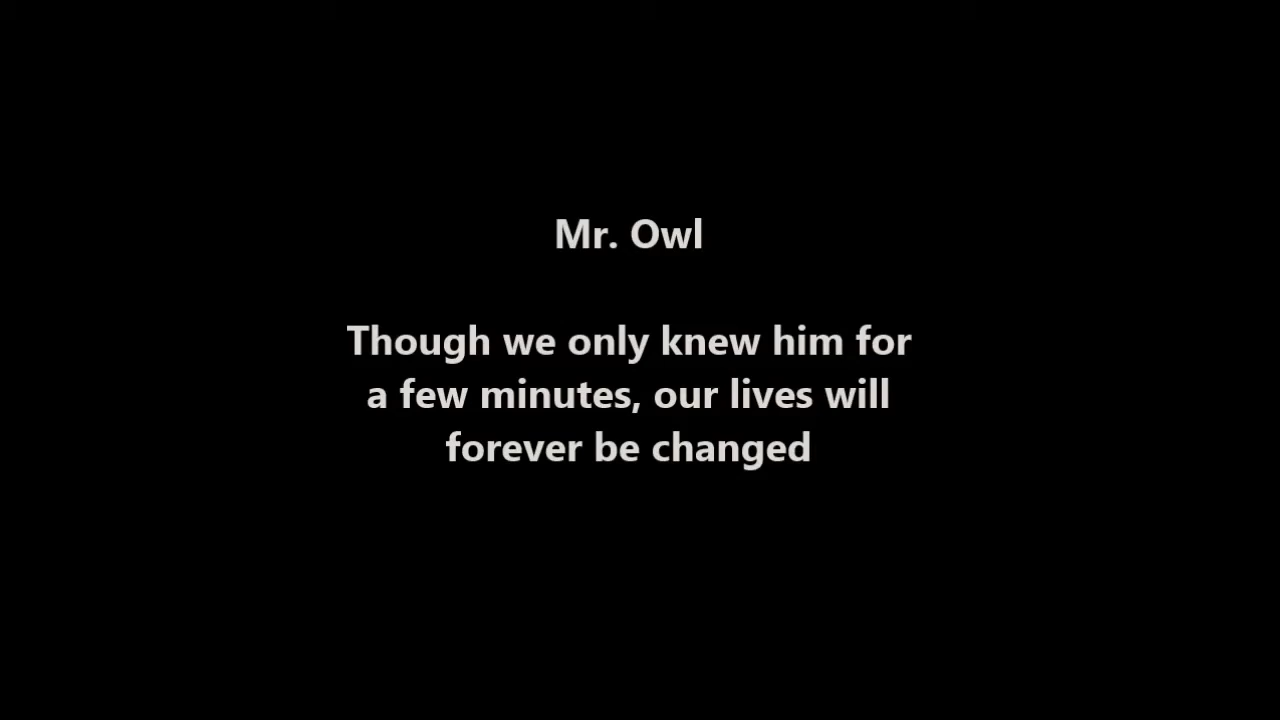 Mr. Owl
Though we only knew him for
a few minutes, our lives will
forever be changed